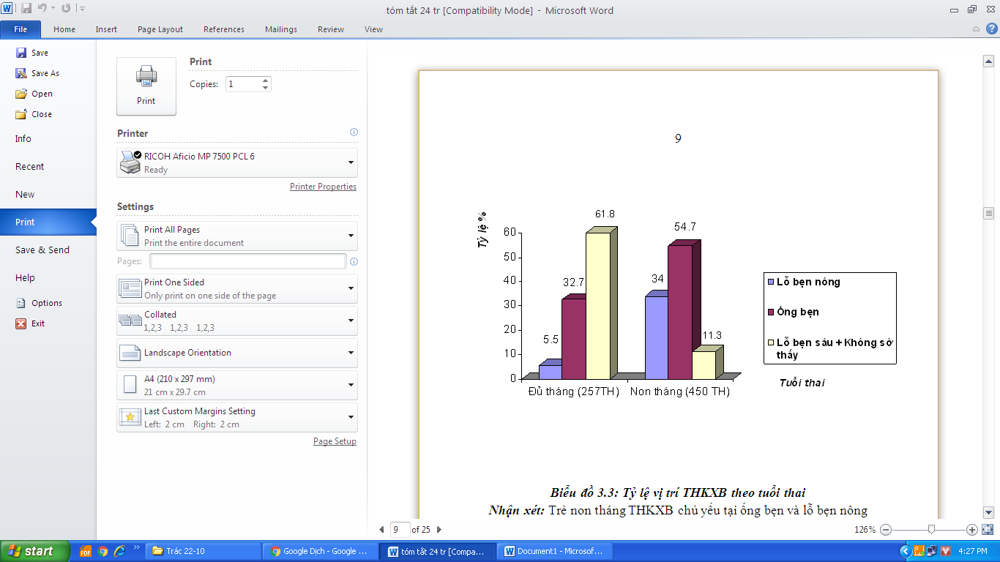 tóm tắt 24 tr [Compatibility Mode] - Microsoft Word
File Home Insert Page Layout References Mailings Review View
Save
Save As
Open
Close
Info
Recent
New
Print
Save & Send
Help
Options
Exit
Print
Print
Copies: 1
Printer
RICOH Aficio MP 7500 PCL 6
Ready
Printer Properties
Settings
Print All Pages
Print the entire document
Pages:
Print One Sided
Only print on one side of the page
Collated
1,2,3 1,2,3 1,2,3
Landscape Orientation
A4 (210 x 297 mm)
21 cm x 29.7 cm
Last Custom Margins Setting
Left: 2 cm Right: 2 cm
Page Setup
9
Tỷ lệ %
60
50
40
30
20
10
0
5.5
32.7
61.8
34
54.7
11.3
Đủ tháng (257TH)
Non tháng (450 TH)
Lỗ bẹn nông
Ống bẹn
Lỗ bẹn sâu + Không sờ
thấy
Tuổi thai
Biểu đồ 3.3: Tỷ lệ vị trí THKXB theo tuổi thai
Nhận xét: Trẻ non tháng THKXB chủ yếu tại ống bẹn và lỗ bẹn nông
9 of 25
126%
start
PDF
Trác 22-10
Google Dịch - Google ...
tóm tắt 24 tr [Compa...
Document1 - Microsof...
4:27 PM